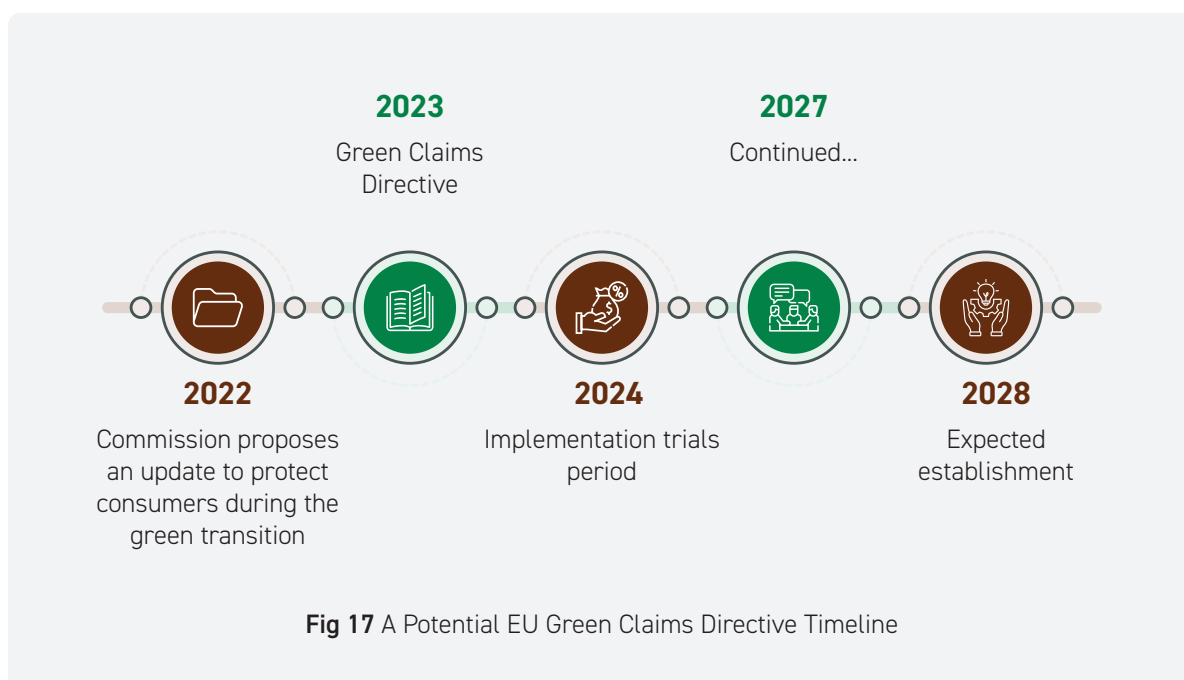 2023
Green Claims
Directive
2027
Continued...
%
$
2022
Commission proposes
an update to protect
consumers during the
green transition
2024
Implementation trials
period
2028
Expected
establishment
Fig 17 A Potential EU Green Claims Directive Timeline